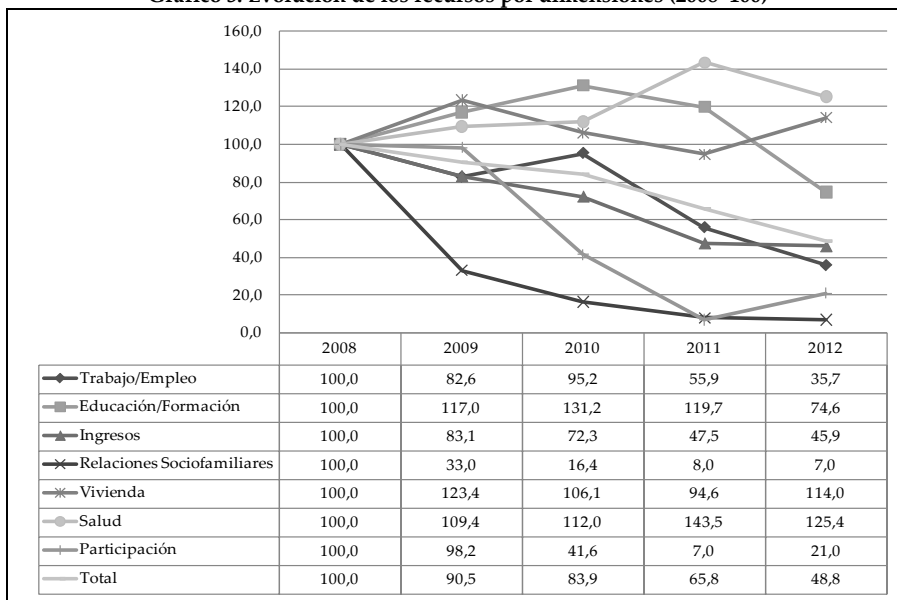 Gráfico 3. Evolución de los recursos por dimensiones (2008=100)
160,0
140,0
120,0
100,0
80,0
60,0
40,0
20,0
0,0
2008 2009 2010 2011 2012
Trabajo/Empleo 100,0 82,6 95,2 55,9 35,7
Educación/Formación 100,0 117,0 131,2 119,7 74,6
Ingresos 100,0 83,1 72,3 47,5 45,9
Relaciones Sociofamiliares 100,0 33,0 16,4 8,0 7,0
Vivienda 100,0 123,4 106,1 94,6 114,0
Salud 100,0 109,4 112,0 143,5 125,4
Participación 100,0 98,2 41,6 7,0 21,0
Total 100,0 90,5 83,9 65,8 48,8